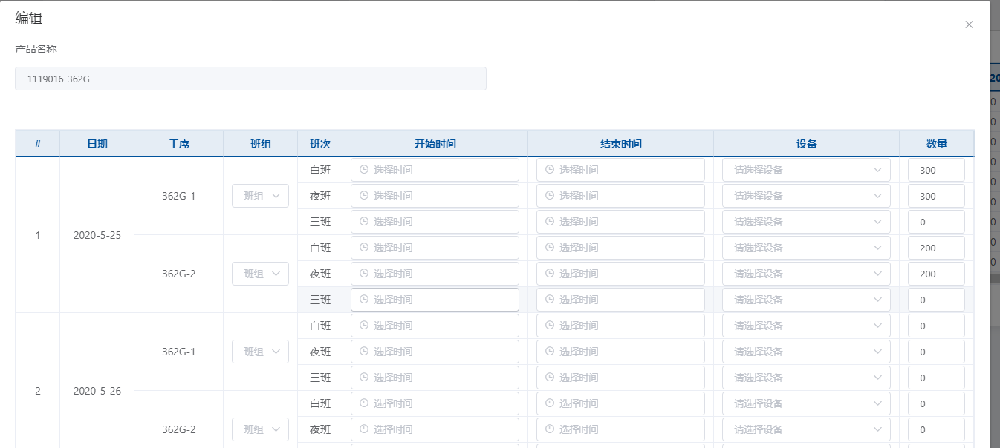 编辑
产品名称
1119016-362G
# 日期 工序 班组 班次 开始时间 结束时间 设备 数量
白班 选择时间 选择时间 请选择设备 300
362G-1 班组 夜班 选择时间 选择时间 请选择设备 300
三班 选择时间 选择时间 请选择设备 0
1 2020-5-25
白班 选择时间 选择时间 请选择设备 200
362G-2 班组 夜班 选择时间 选择时间 请选择设备 200
三班 选择时间 选择时间 请选择设备 0
白班 选择时间 选择时间 请选择设备 0
362G-1 班组 夜班 选择时间 选择时间 请选择设备 0
三班 选择时间 选择时间 请选择设备 0
2 2020-5-26
白班 选择时间 选择时间 请选择设备 0
362G-2 班组 夜班 选择时间 选择时间 请选择设备 0
20
0
0
0
0
0
0
0
0
0